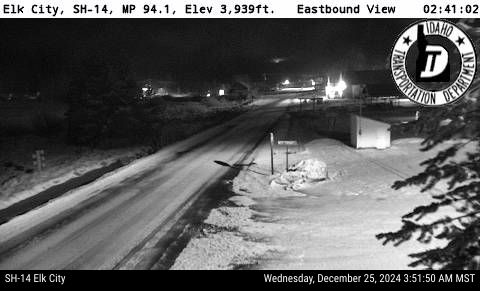 Elk City, SH-14, MP 94.1, Elev 3,939ft. Eastbound View 02:41:02
IDAHO
TRANSPORTATION DEPARTMENT
SH-14 Elk City Wednesday, December 25, 2024 3:51:50 AM MST